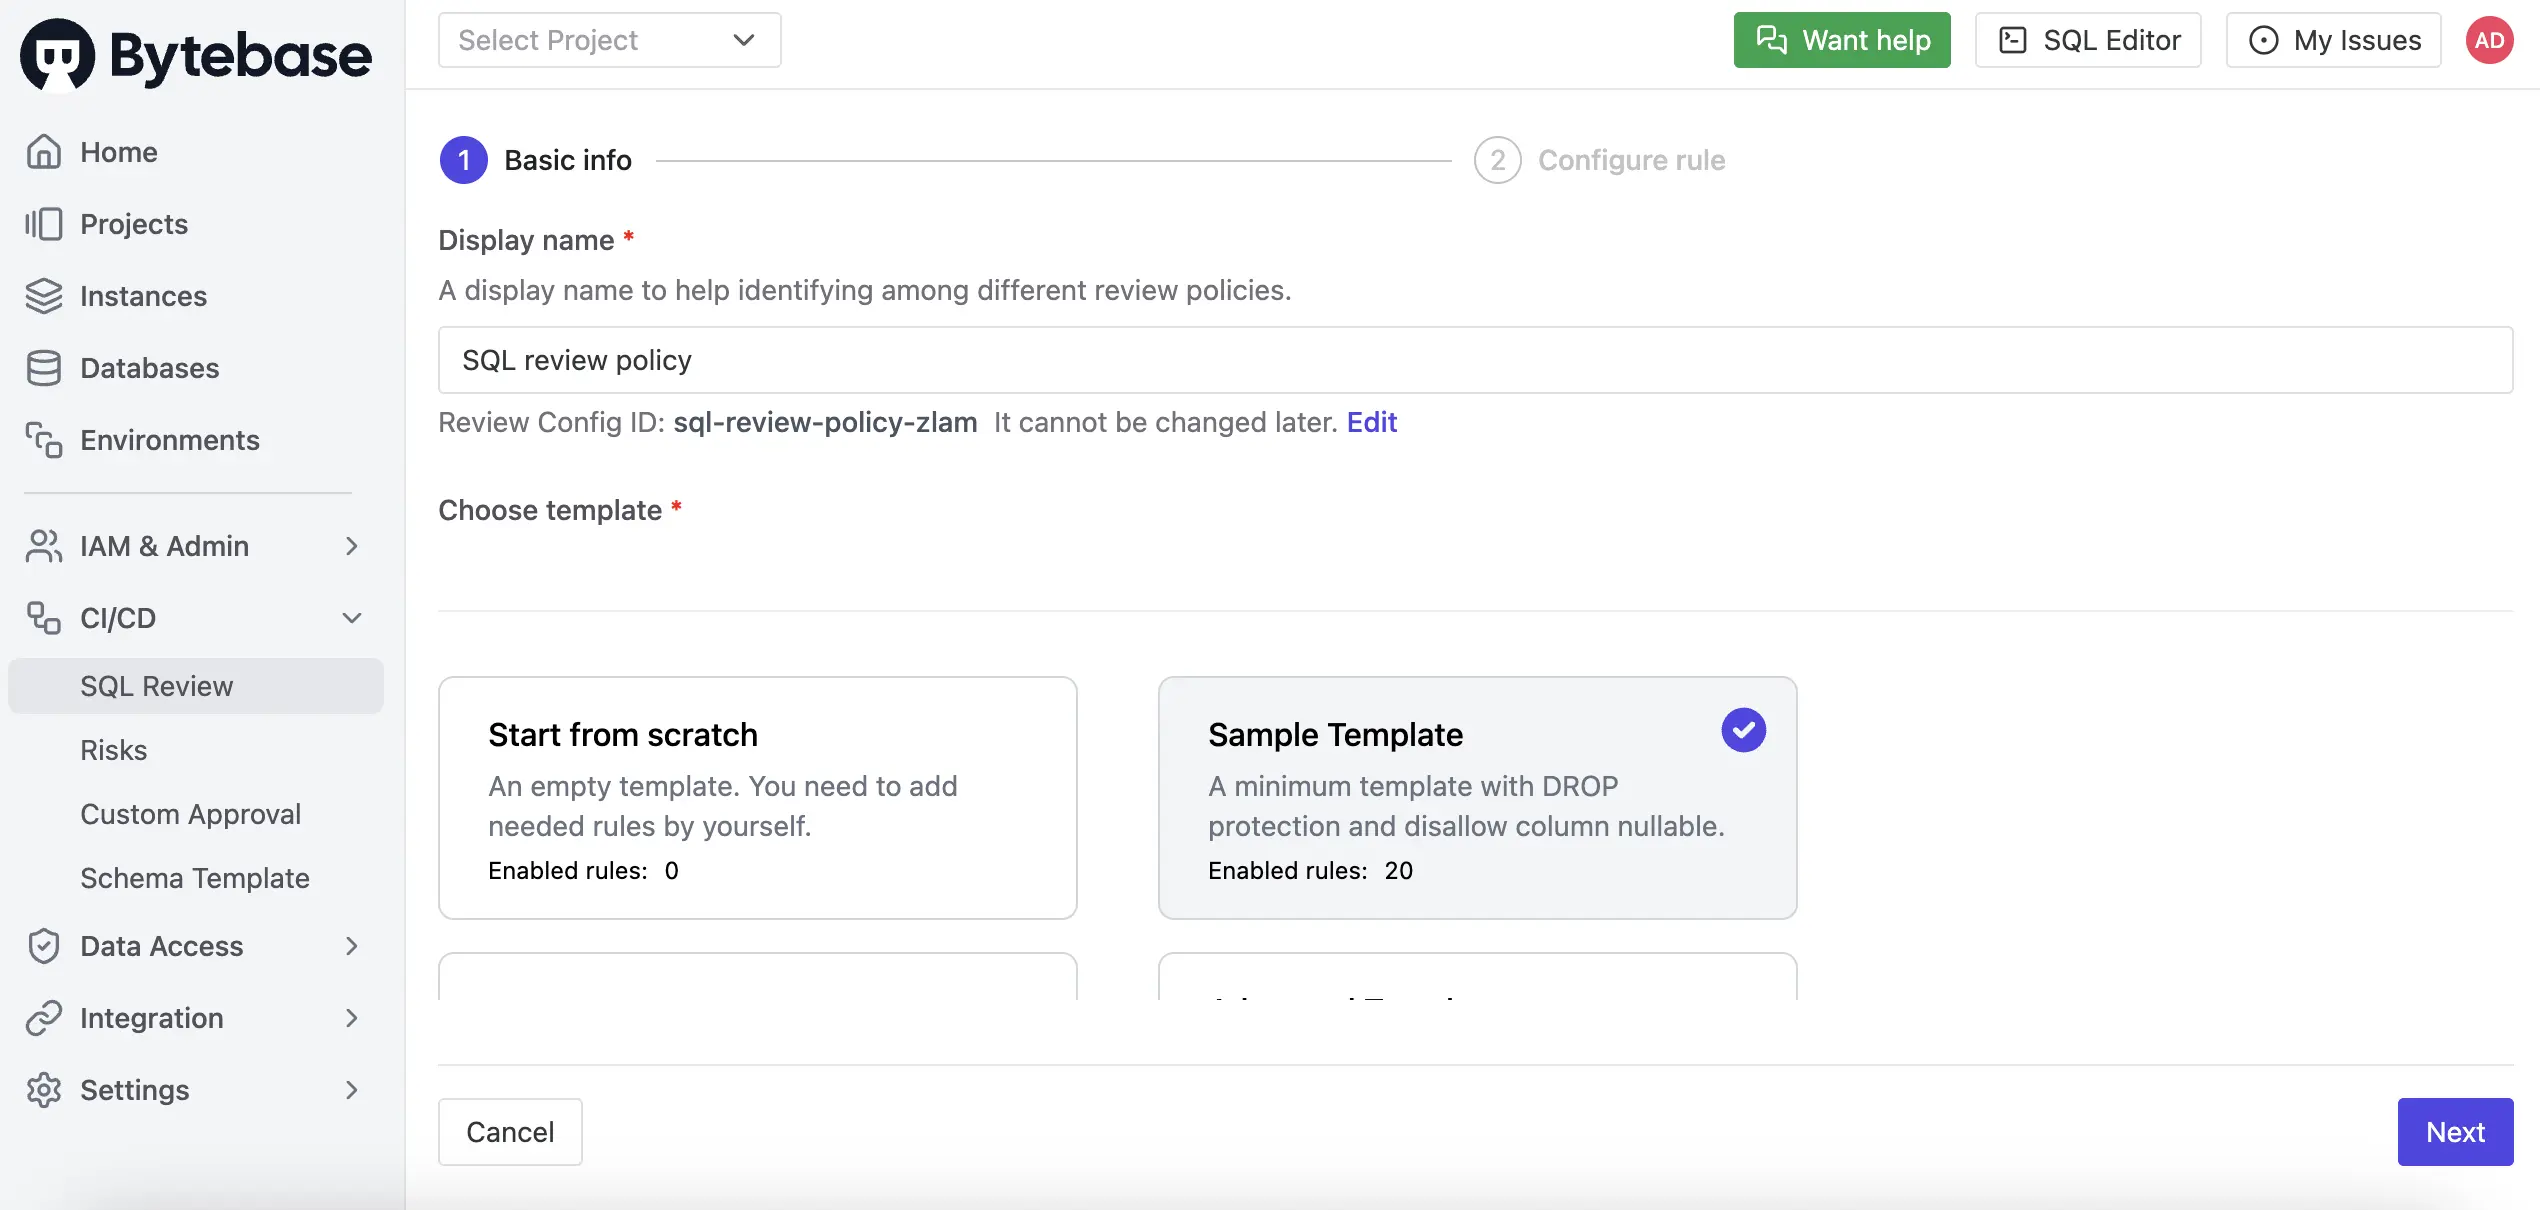 Bytebase
Select Project
Want help
SQL Editor
My Issues
AD
Home
Projects
Instances
Databases
Environments
IAM & Admin
CI/CD
SQL Review
Risks
Custom Approval
Schema Template
Data Access
Integration
Settings
1 Basic info
2 Configure rule
Display name *
A display name to help identifying among different review policies.
SQL review policy
Review Config ID: sql-review-policy-zlam It cannot be changed later. Edit
Choose template *
Start from scratch
An empty template. You need to add
needed rules by yourself.
Enabled rules: 0
Sample Template
A minimum template with DROP
protection and disallow column nullable.
Enabled rules: 20
Cancel
Next